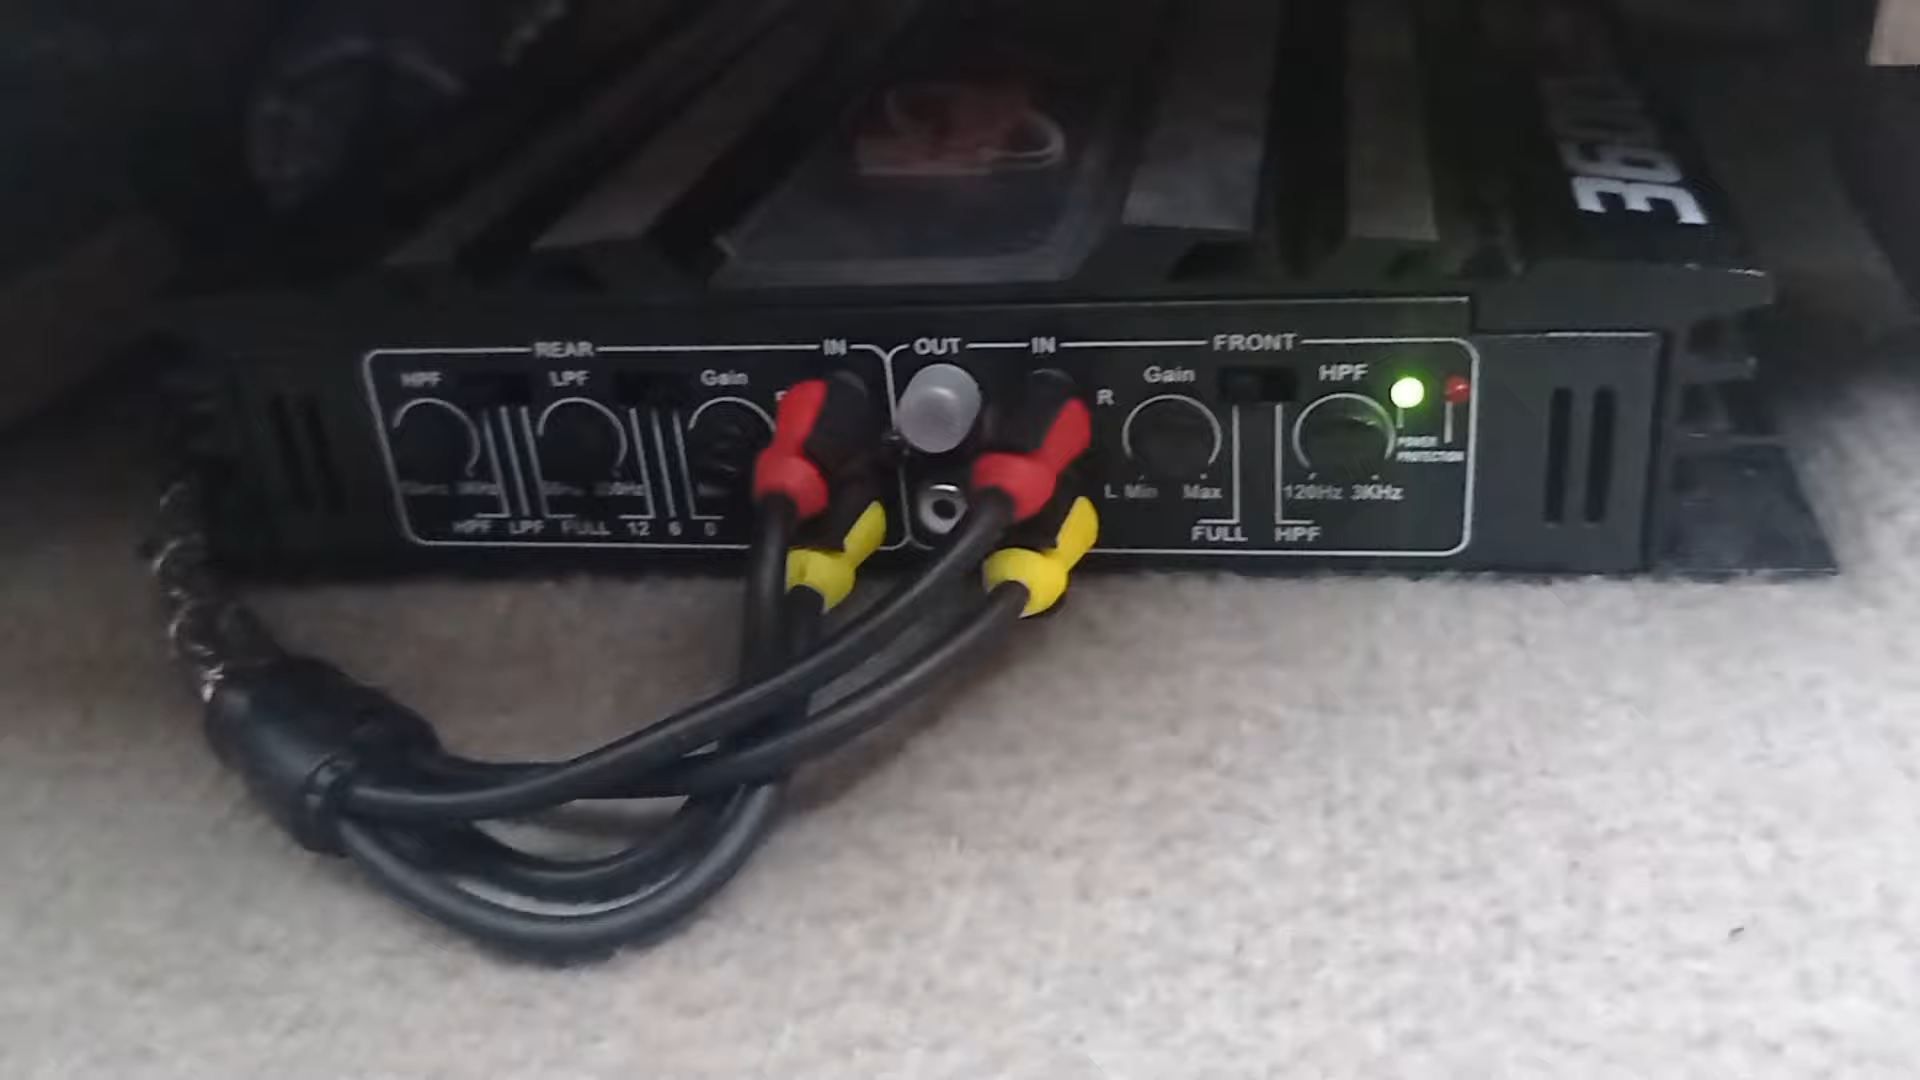 REAR
IN
OUT
IN
FRONT
HPF
LPF
Gain
R
Gain
HPF
POWER
PROTECTION
L Min
Max
120Hz 3KHz
HPF LPF FULL 12 6 0
FULL HPF